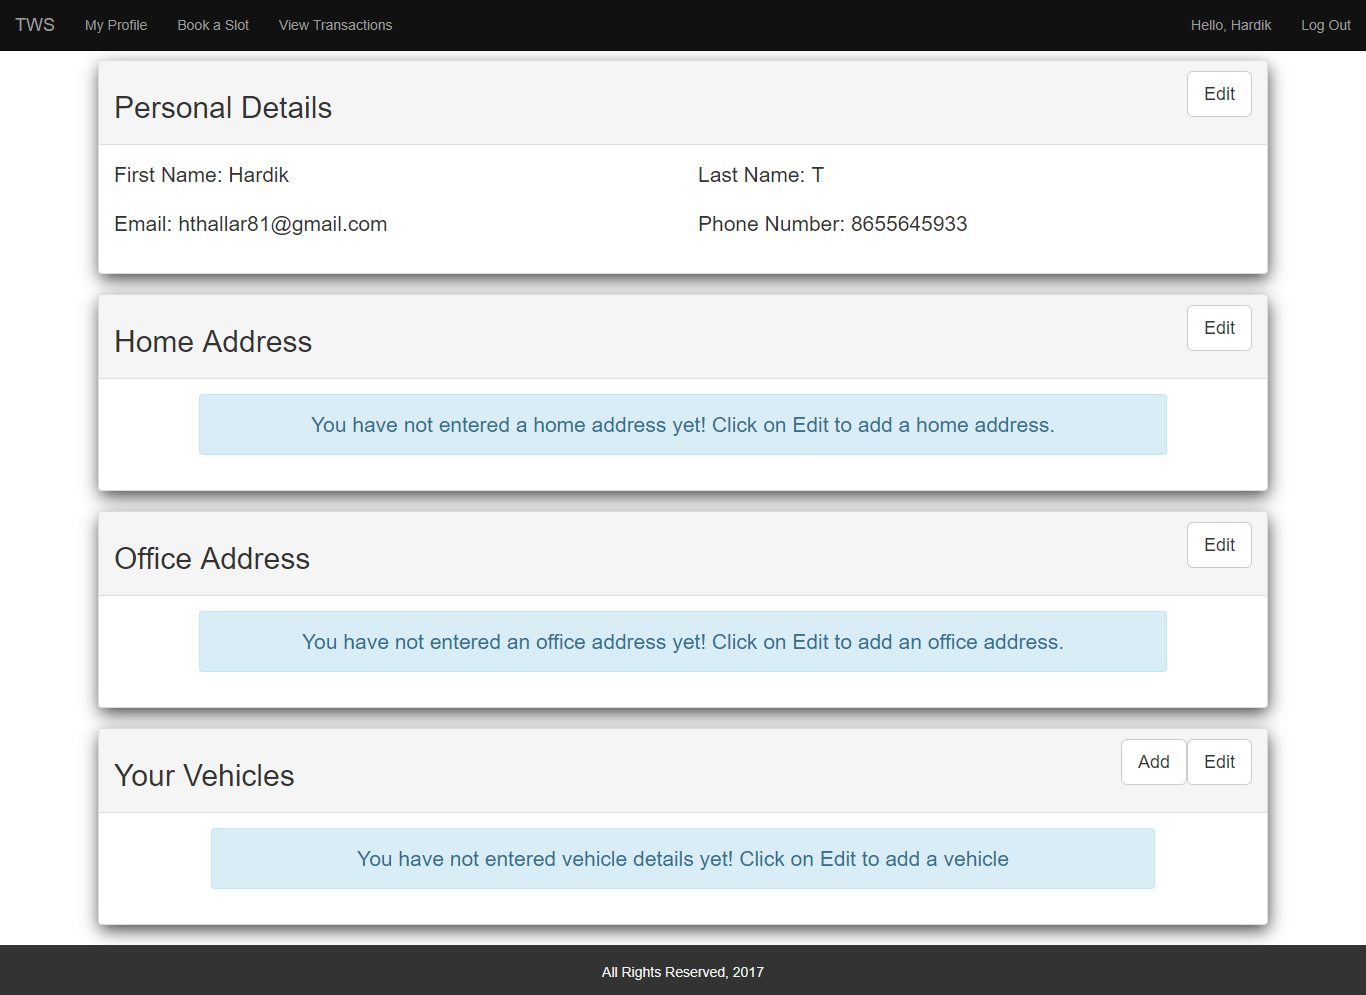 TWS My Profile Book a Slot View Transactions Hello, Hardik Log Out
Personal Details Edit
First Name: Hardik Last Name: T
Email: hthallar81@gmail.com Phone Number: 8655645933
Home Address Edit
You have not entered a home address yet! Click on Edit to add a home address.
Office Address Edit
You have not entered an office address yet! Click on Edit to add an office address.
Your Vehicles Add Edit
You have not entered vehicle details yet! Click on Edit to add a vehicle
All Rights Reserved, 2017